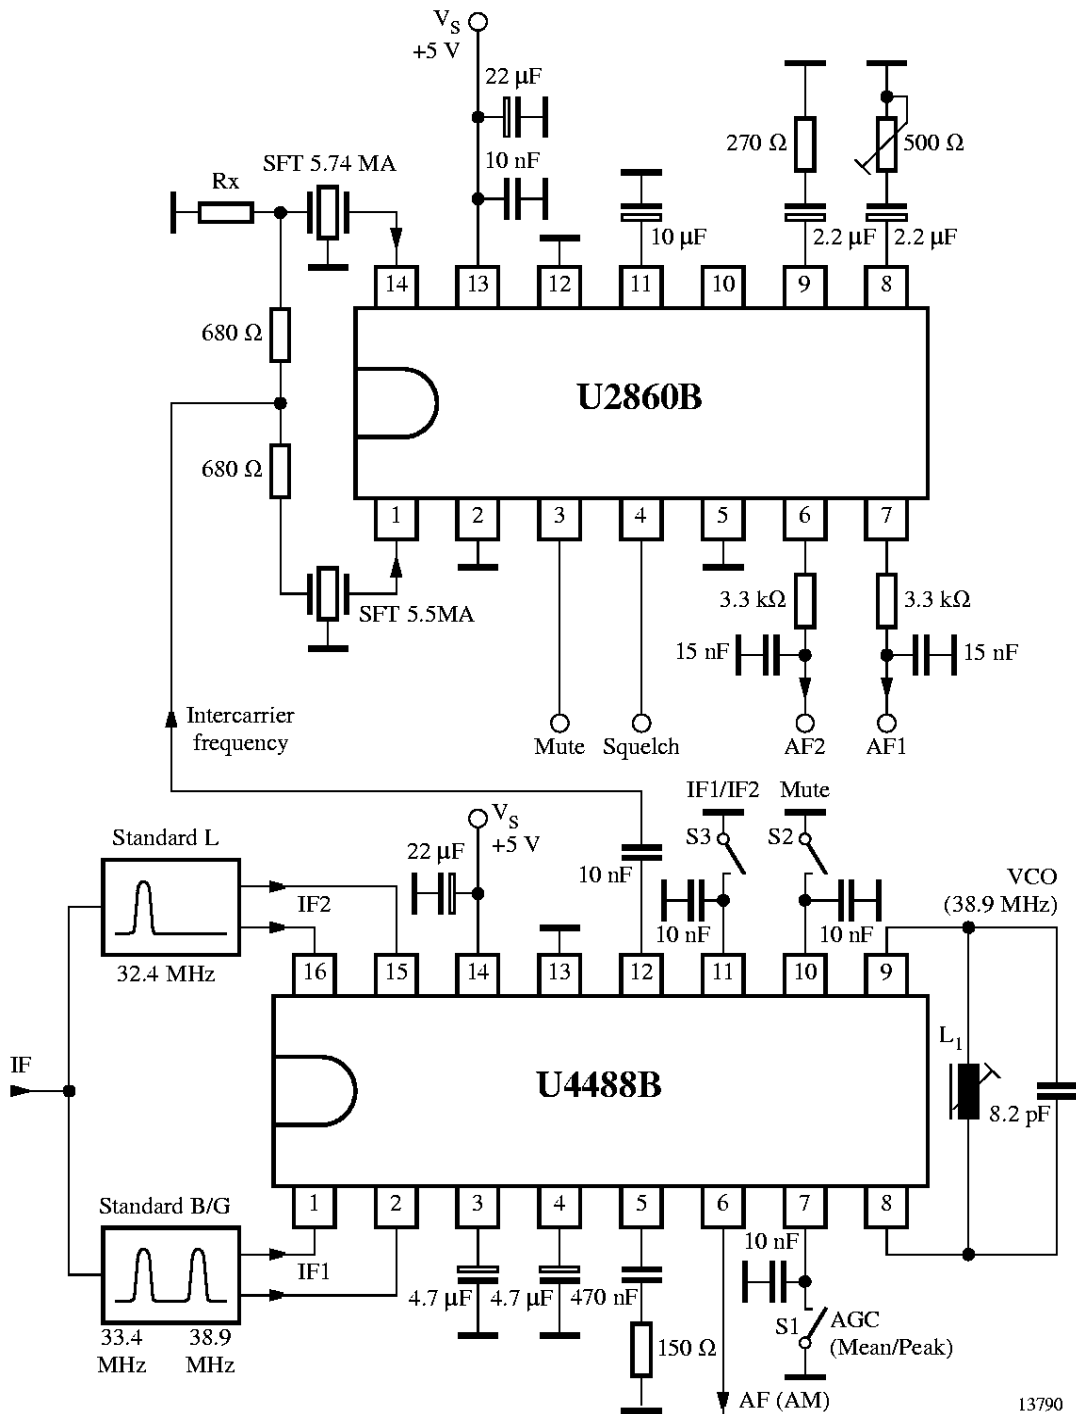 V_S
+5 V
22 µF
10 nF
SFT 5.74 MA
Rx
10 µF
270 Ω
500 Ω
2.2 µF
2.2 µF
14
13
12
11
10
9
8
680 Ω
U2860B
680 Ω
1
2
3
4
5
6
7
SFT 5.5MA
3.3 kΩ
3.3 kΩ
15 nF
15 nF
Intercarrier
frequency
Mute
Squelch
AF2
AF1
IF1/IF2
Mute
Standard L
V_S
+5 V
22 µF
S3
S2
10 nF
VCO
(38.9 MHz)
IF2
10 nF
10 nF
32.4 MHz
16
15
14
13
12
11
10
9
IF
U4488B
L1
8.2 pF
Standard B/G
1
2
3
4
5
6
7
8
IF1
10 nF
4.7 µF
4.7 µF
470 nF
33.4
MHz
38.9
MHz
150 Ω
S1
AGC
(Mean/Peak)
AF (AM)
13790